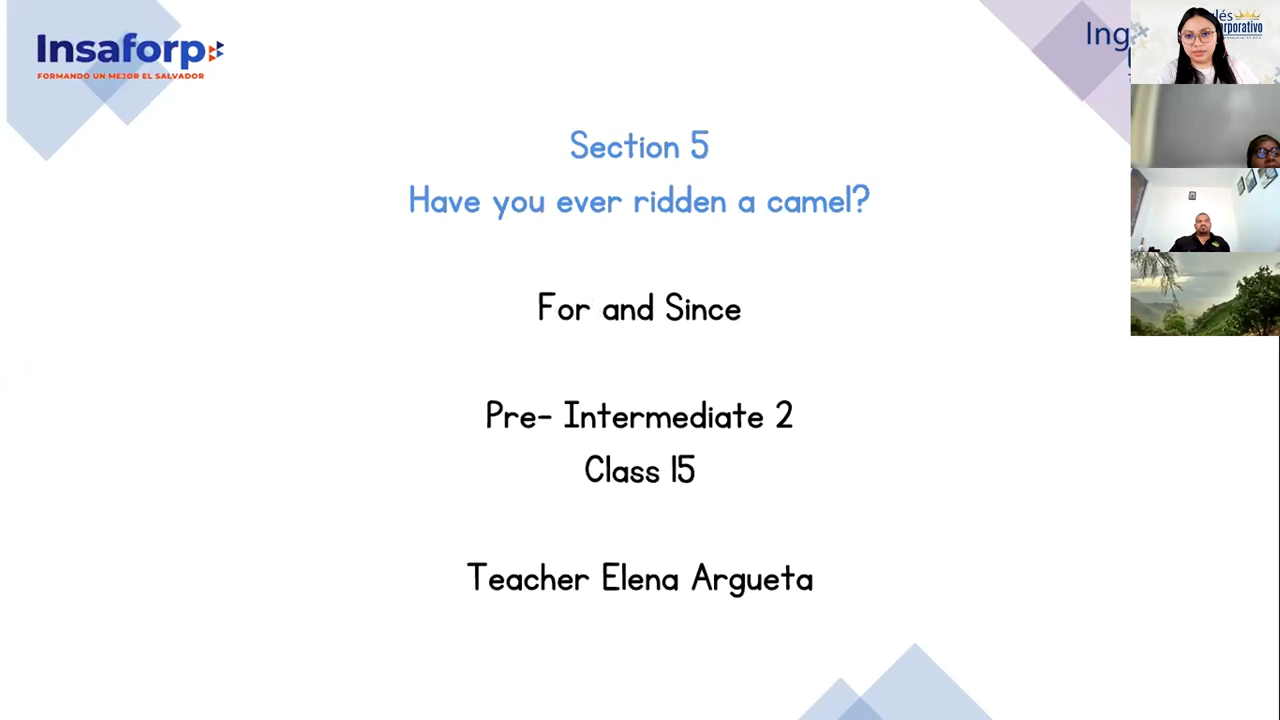 Insaforp
FORMANDO UN MEJOR EL SALVADOR
Ing
Section 5
Have you ever ridden a camel?
For and Since
Pre- Intermediate 2
Class 15
Teacher Elena Argueta